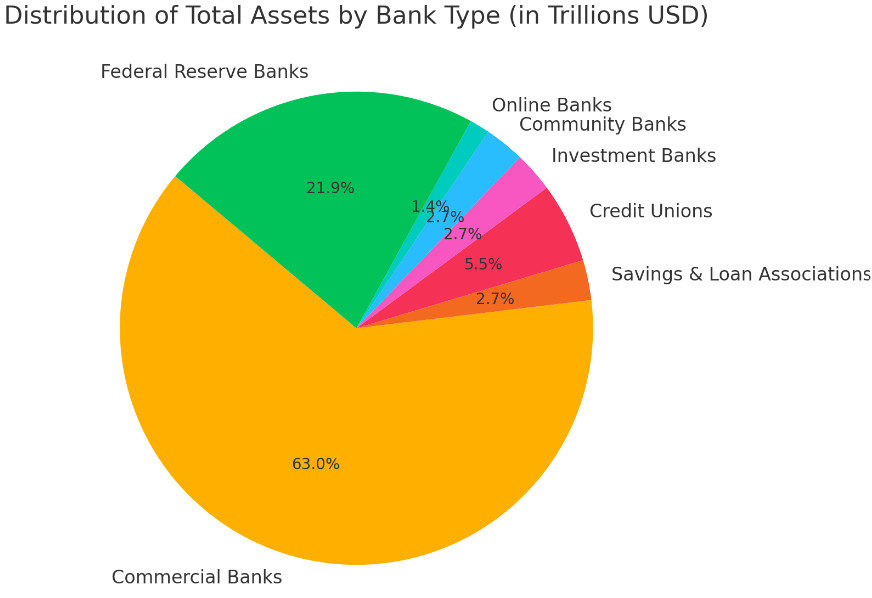 Distribution of Total Assets by Bank Type (in Trillions USD)
Federal Reserve Banks
Online Banks
Community Banks
Investment Banks
Credit Unions
Savings & Loan Associations
Commercial Banks
21.9%
1.4%
2.7%
2.7%
5.5%
2.7%
63.0%